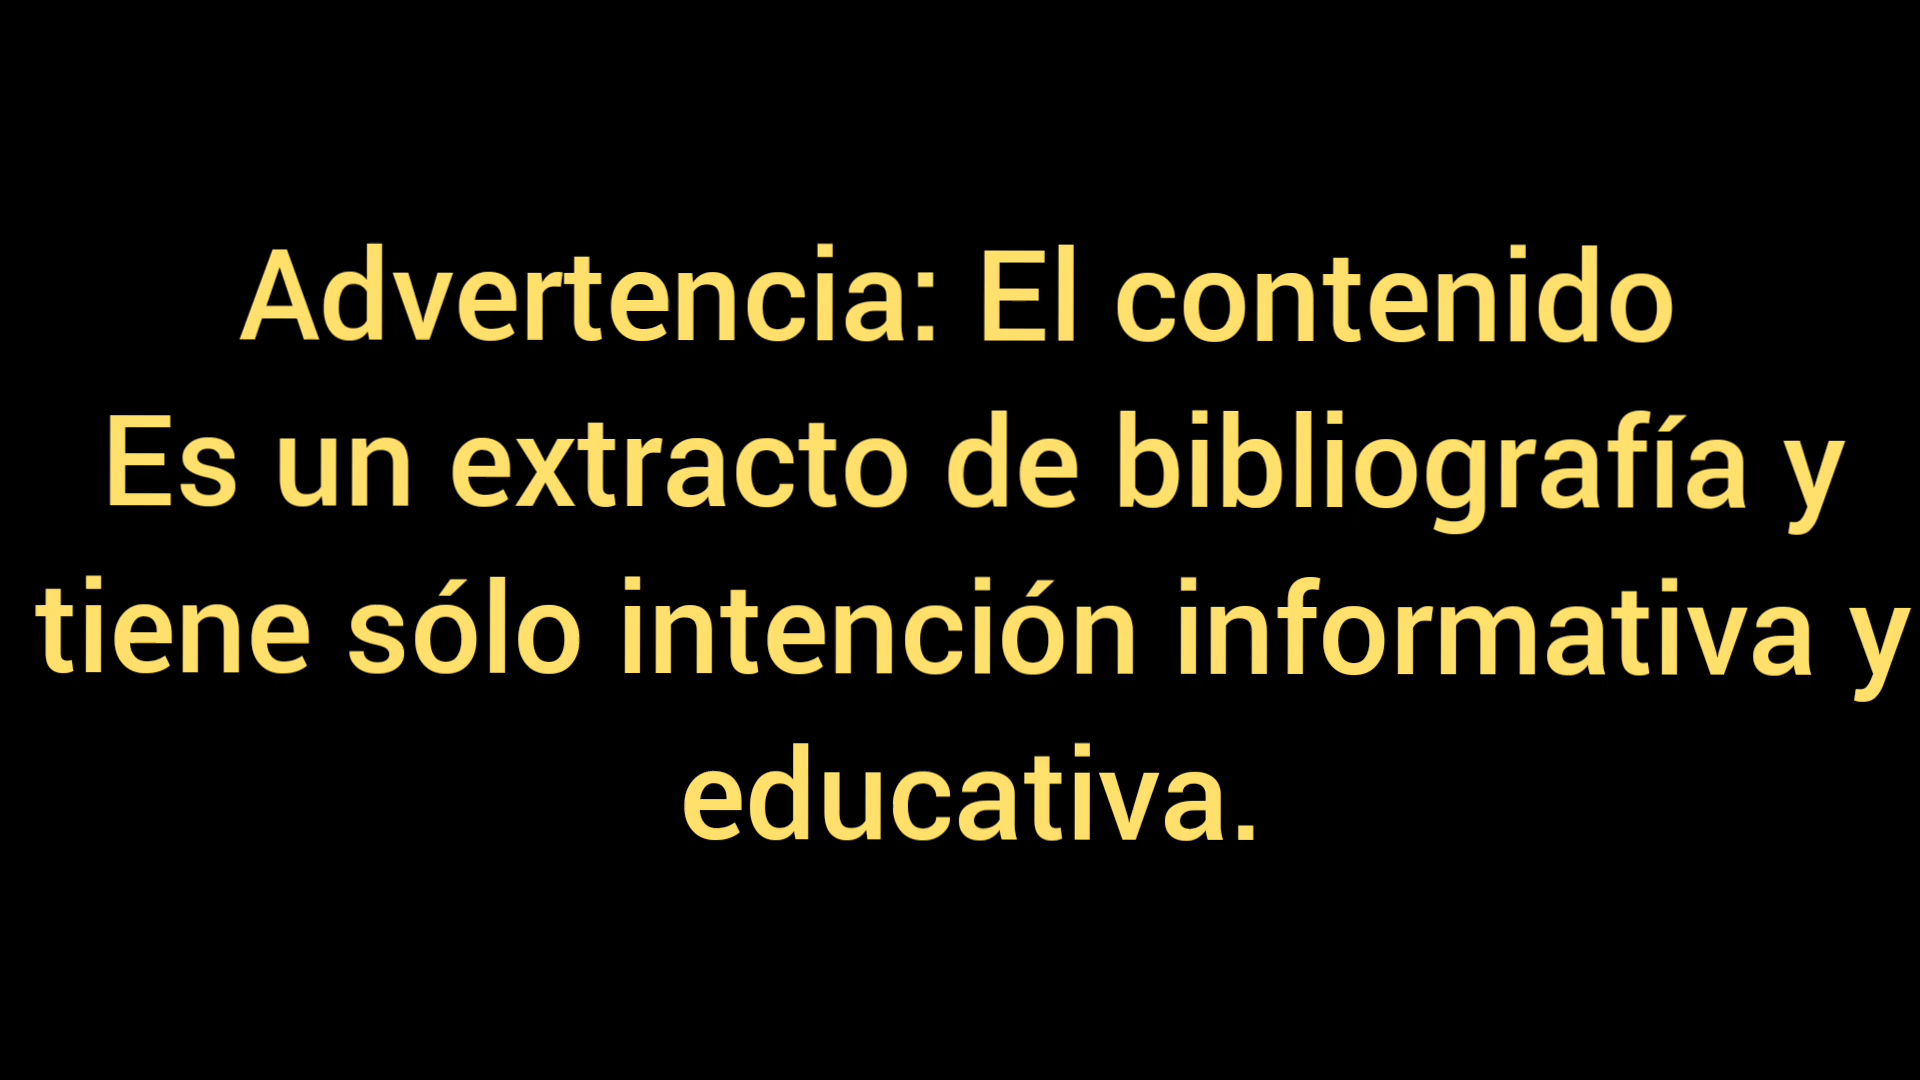 Advertencia: El contenido
Es un extracto de bibliografía y
tiene sólo intención informativa y
educativa.